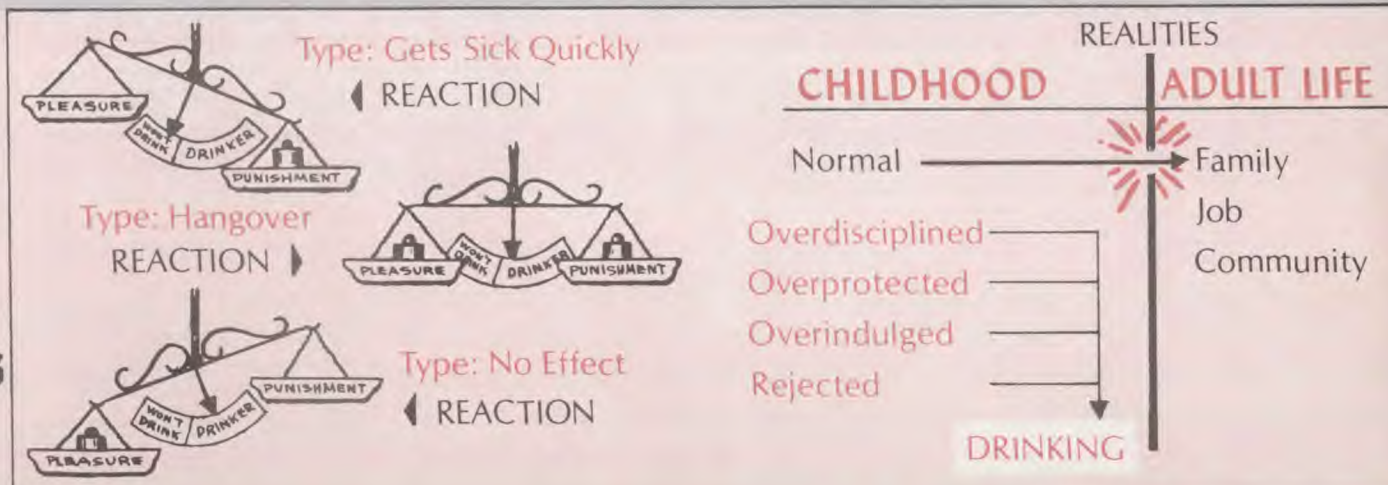 Type: Gets Sick Quickly
REACTION
PLEASURE
WON'T DRINK
DRINKER
PUNISHMENT
Type: Hangover
REACTION
PLEASURE
WON'T DRINK
DRINKER
PUNISHMENT
Type: No Effect
REACTION
PUNISHMENT
WON'T DRINK
DRINKER
PLEASURE
REALITIES
CHILDHOOD
ADULT LIFE
Normal
Family
Job
Community
Overdisciplined
Overprotected
Overindulged
Rejected
DRINKING